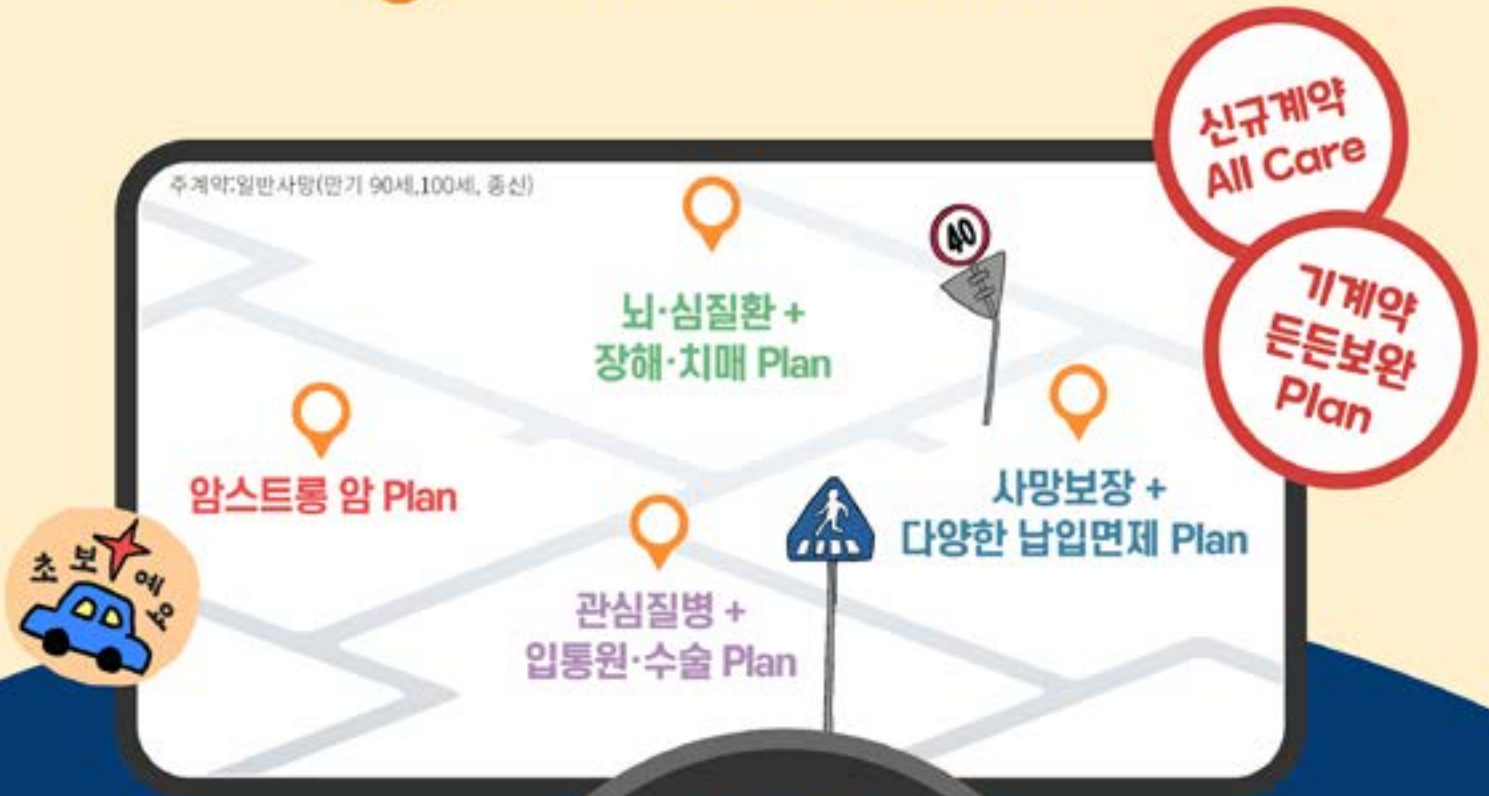 신규계약
All Care
기계약
든든보완
Plan
주계약:일반사망(만기 90세,100세, 종신)
40
뇌·심질환 +
장해·치매 Plan
암스트롱 암 Plan
사망보장 +
다양한 납입면제 Plan
관심질병 +
입통원·수술 Plan
초보예요